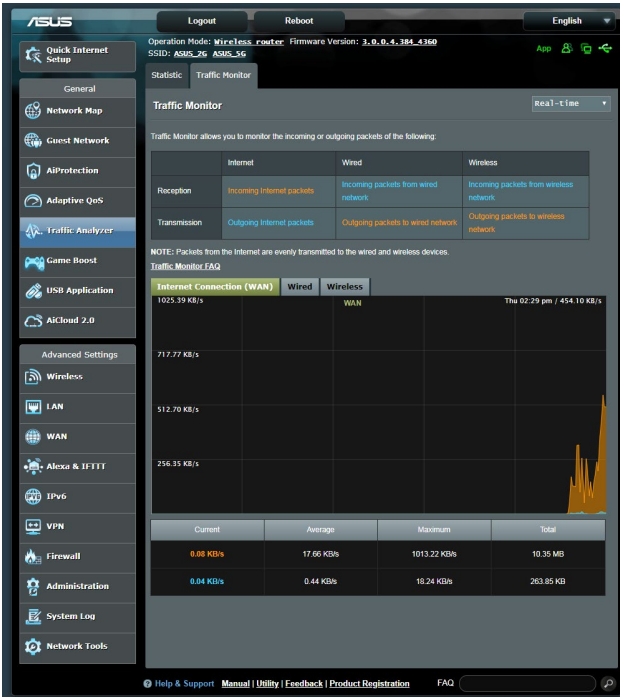 ASUS
Logout
Reboot
English
Quick Internet
Setup
General
Network Map
Guest Network
AiProtection
Adaptive QoS
Traffic Analyzer
Game Boost
USB Application
AiCloud 2.0
Advanced Settings
Wireless
LAN
WAN
Alexa & IFTTT
IPv6
VPN
Firewall
Administration
System Log
Network Tools
Operation Mode: Wireless router Firmware Version: 3.0.0.4.384_4360
SSID: ASUS_2G ASUS_5G
App
Statistic Traffic Monitor
Traffic Monitor
Real-time
Traffic Monitor allows you to monitor the incoming or outgoing packets of the following:
Internet Wired Wireless
Reception
Incoming Internet packets
Incoming packets from wired
network
Incoming packets from wireless
network
Transmission
Outgoing Internet packets
Outgoing packets to wired network
Outgoing packets to wireless
network
NOTE: Packets from the Internet are evenly transmitted to the wired and wireless devices.
Traffic Monitor FAQ
Internet Connection (WAN) Wired Wireless
1025.39 KB/s
WAN
Thu 02:29 pm / 454.10 KB/s
717.77 KB/s
512.70 KB/s
256.35 KB/s
Current Average Maximum Total
0.08 KB/s 17.66 KB/s 1013.22 KB/s 10.35 MB
0.04 KB/s 0.44 KB/s 18.24 KB/s 263.85 KB
Help & Support Manual | Utility | Feedback | Product Registration FAQ